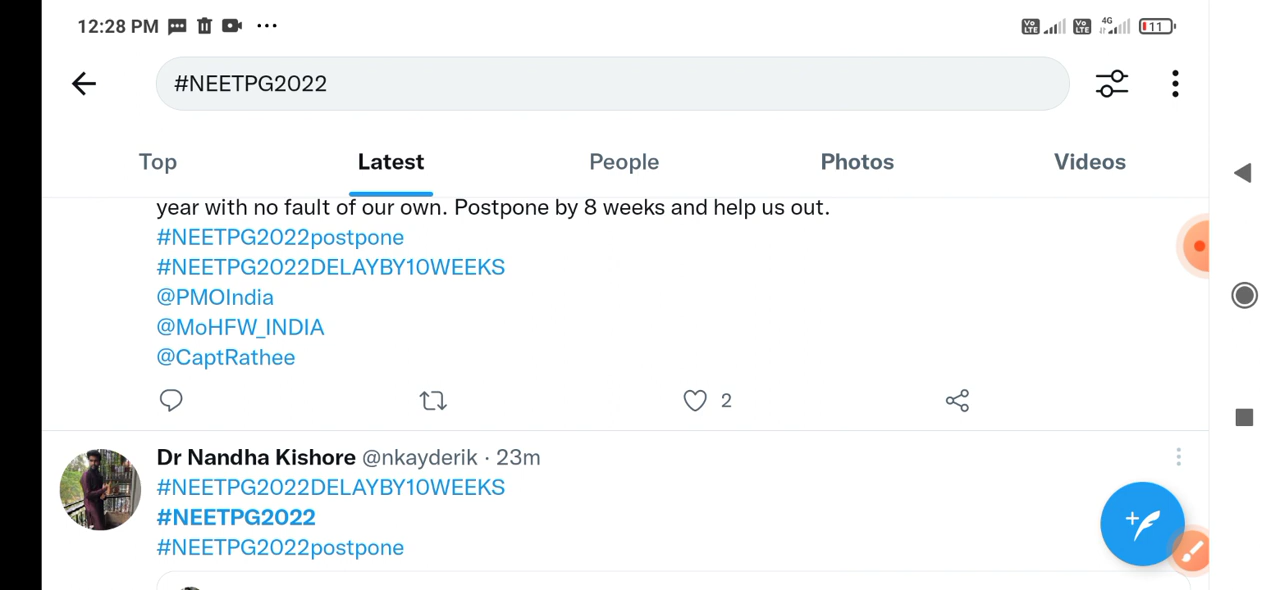 12:28 PM
4G
11
#NEETPG2022
Top
Latest
People
Photos
Videos
year with no fault of our own. Postpone by 8 weeks and help us out.
#NEETPG2022postpone
#NEETPG2022DELAYBY10WEEKS
@PMOIndia
@MoHFW_INDIA
@CaptRathee
2
Dr Nandha Kishore @nkayderik · 23m
#NEETPG2022DELAYBY10WEEKS
#NEETPG2022
#NEETPG2022postpone